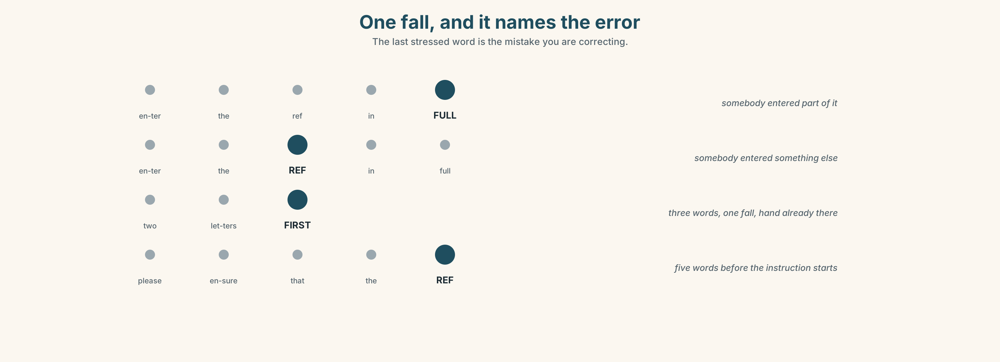 One fall, and it names the error
The last stressed word is the mistake you are correcting.
en-ter the ref in FULL
somebody entered part of it
en-ter the REF in full
somebody entered something else
two let-ters FIRST
three words, one fall, hand already there
please en-sure that the REF
five words before the instruction starts